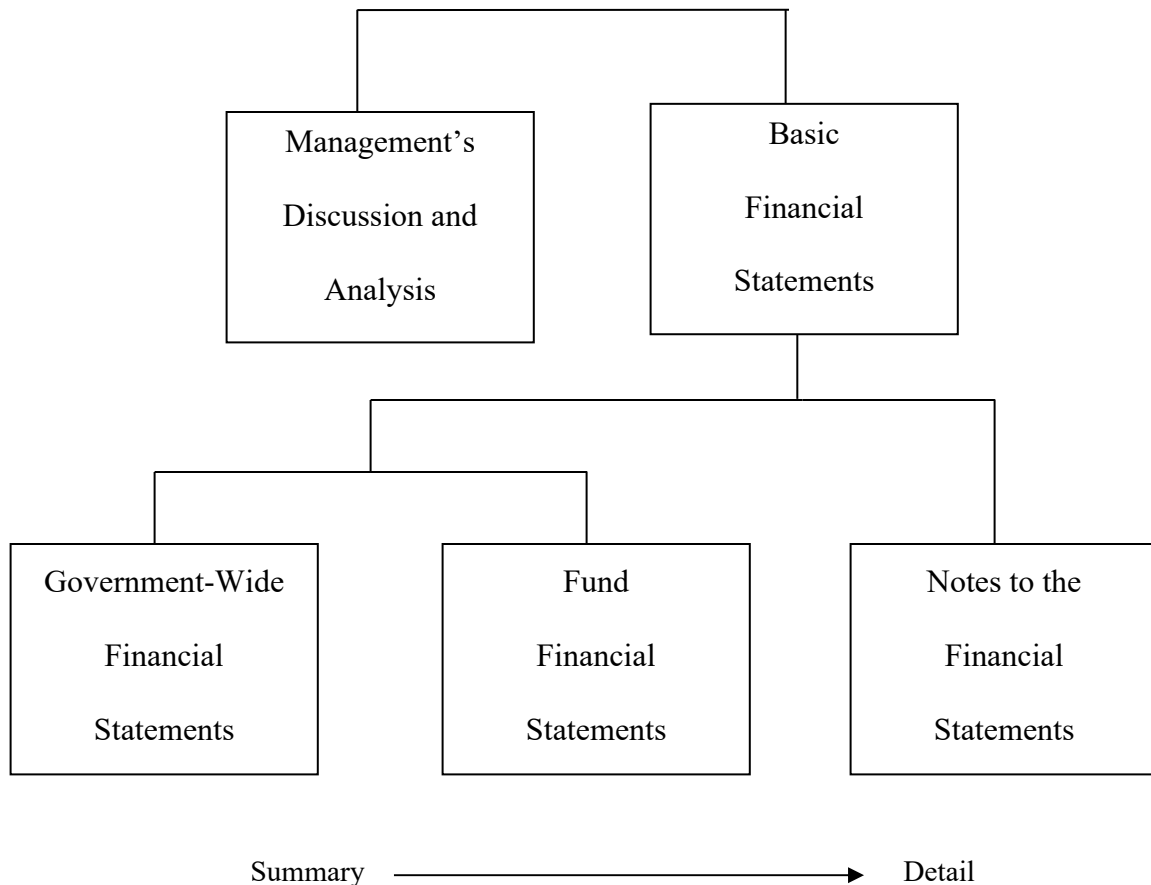 Management’s
Discussion and
Analysis
Basic
Financial
Statements
Government-Wide
Financial
Statements
Fund
Financial
Statements
Notes to the
Financial
Statements
Summary
Detail